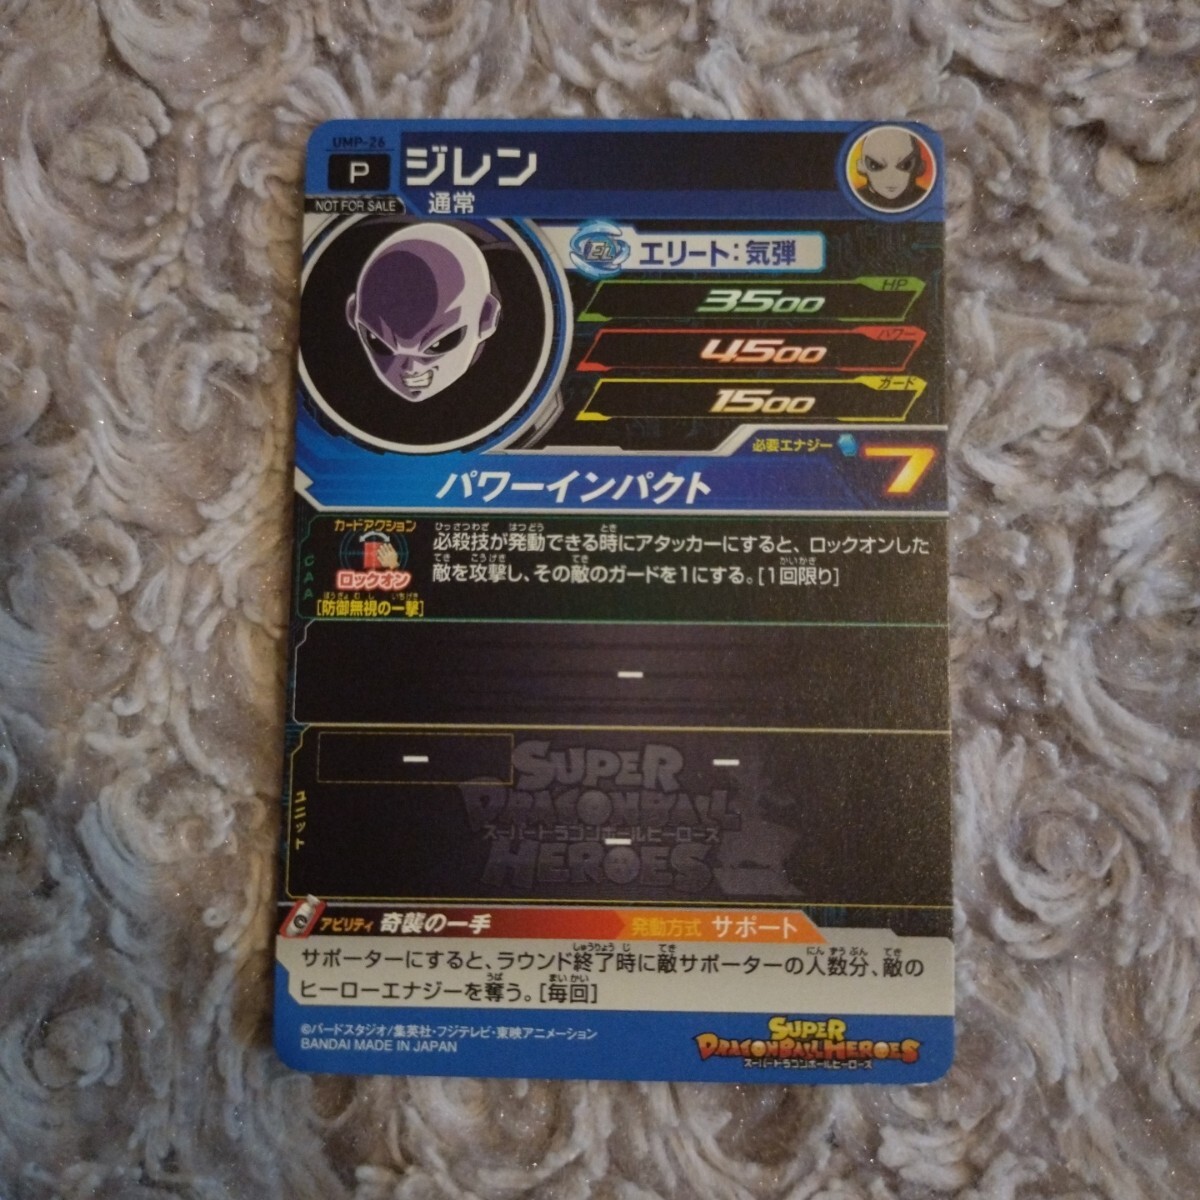 UMP-26
P
ジレン
NOT FOR SALE
通常
EL
エリート:気弾
HP
3500
パワー
4500
ガード
1500
必要エナジー
7
パワーインパクト
CAA
カードアクション
ロックオン
[防御無視の一撃]
必殺技が発動できる時にアタッカーにすると、ロックオンした
敵を攻撃し、その敵のガードを1にする。[1回限り]
-
ユニット
-
-
-
SUPER
DRAGONBALL
スーパードラゴンボールヒーローズ
HEROES
アビリティ 奇襲の一手
発動方式 サポート
サポーターにすると、ラウンド終了時に敵サポーターの人数分、敵の
ヒーローエナジーを奪う。[毎回]
©バードスタジオ/集英社・フジテレビ・東映アニメーション
BANDAI MADE IN JAPAN
SUPER
DRAGONBALL HEROES
スーパードラゴンボールヒーローズ